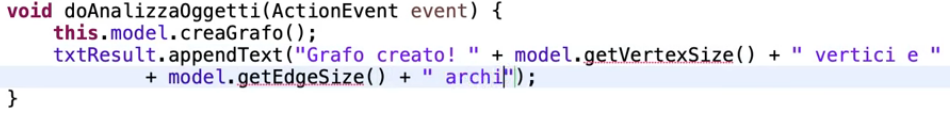 void doAnalizzaOggetti(ActionEvent event) {
this.model.creaGrafo();
txtResult.appendText("Grafo creato! " + model.getVertexSize() + " vertici e "
+ model.getEdgeSize() + " archi");
}